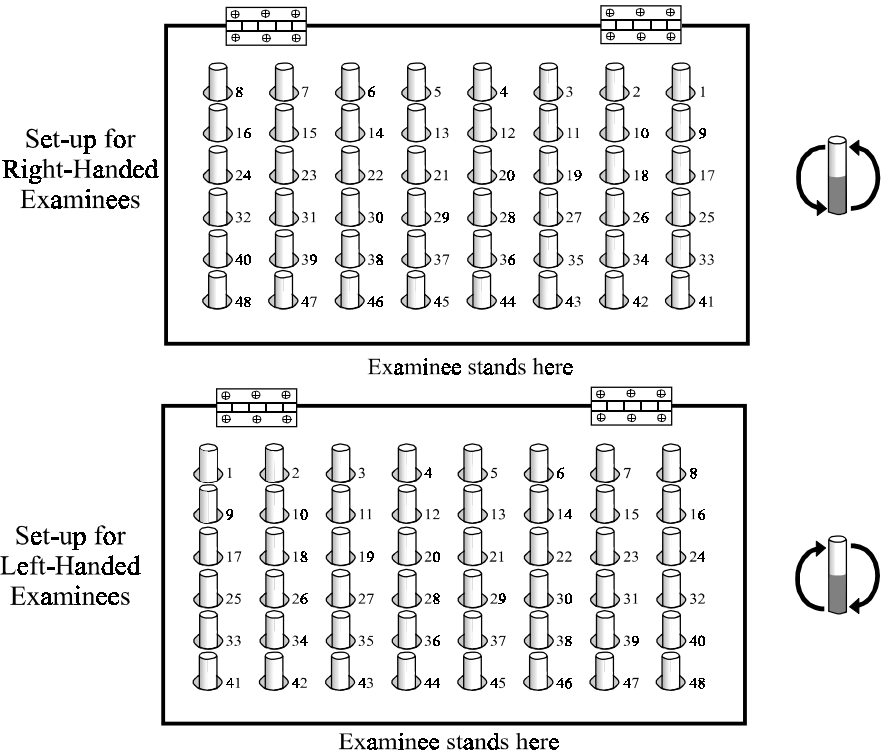 8 7 6 5 4 3 2 1
16 15 14 13 12 11 10 9
Set-up for
Right-Handed
Examinees
24 23 22 21 20 19 18 17
32 31 30 29 28 27 26 25
40 39 38 37 36 35 34 33
48 47 46 45 44 43 42 41
Examinee stands here
1 2 3 4 5 6 7 8
9 10 11 12 13 14 15 16
Set-up for
Left-Handed
Examinees
17 18 19 20 21 22 23 24
25 26 27 28 29 30 31 32
33 34 35 36 37 38 39 40
41 42 43 44 45 46 47 48
Examinee stands here